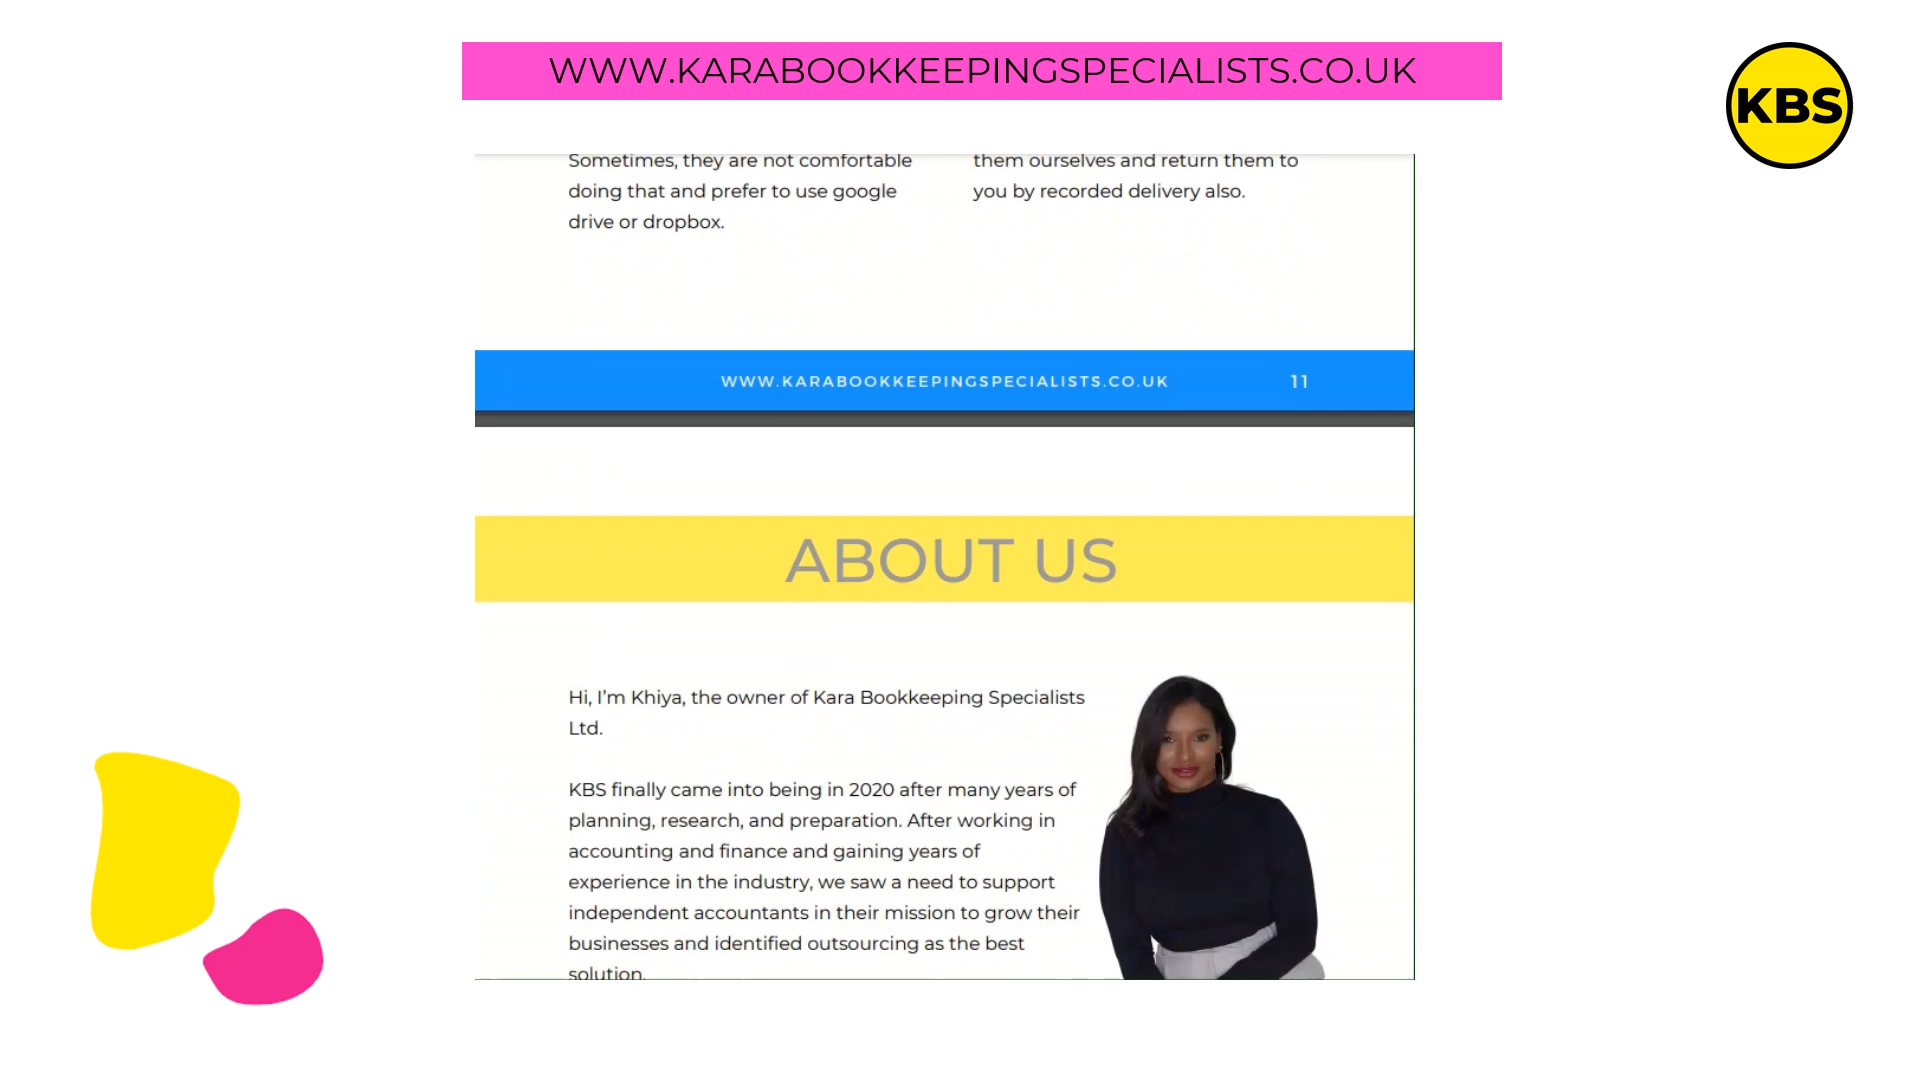 WWW.KARABOOKKEEPINGSPECIALISTS.CO.UK
KBS
Sometimes, they are not comfortable
doing that and prefer to use google
drive or dropbox.
them ourselves and return them to
you by recorded delivery also.
WWW.KARABOOKKEEPINGSPECIALISTS.CO.UK 11
ABOUT US
Hi, I'm Khiya, the owner of Kara Bookkeeping Specialists
Ltd.
KBS finally came into being in 2020 after many years of
planning, research, and preparation. After working in
accounting and finance and gaining years of
experience in the industry, we saw a need to support
independent accountants in their mission to grow their
businesses and identified outsourcing as the best
solution.